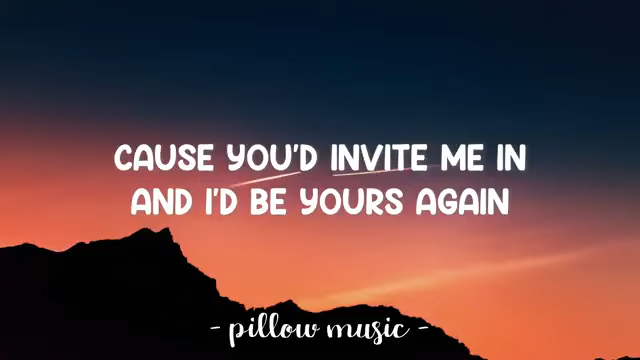 CAUSE YOU'D INVITE ME IN
AND I'D BE YOURS AGAIN
- pillow music -